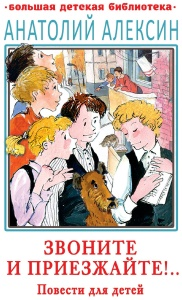 •БОЛЬШАЯ ДЕТСКАЯ БИБЛИОТЕКА•
АНАТОЛИЙ АЛЕКСИН
ЗВОНИТЕ
И ПРИЕЗЖАЙТЕ!..
Повести для детей